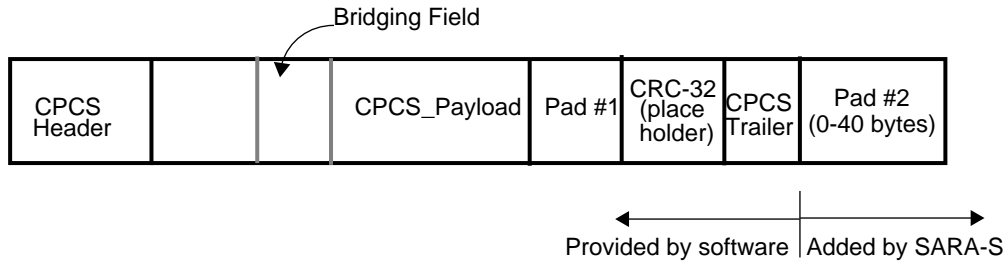 Bridging Field
CPCS
Header
CPCS_Payload
Pad #1
CRC-32
(place
holder)
CPCS
Trailer
Pad #2
(0-40 bytes)
Provided by software
Added by SARA-S